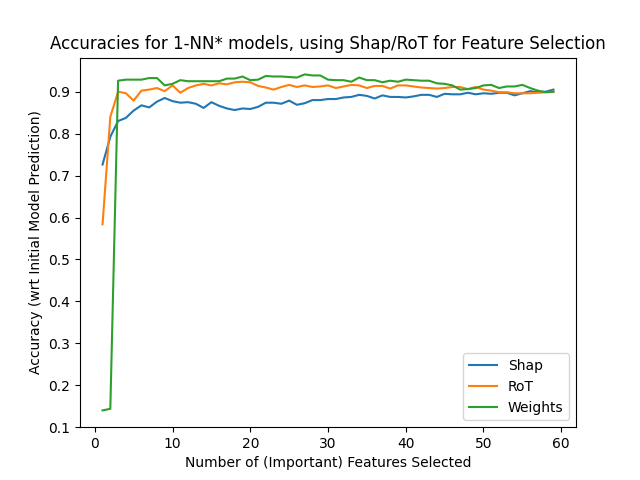 Accuracies for 1-NN* models, using Shap/RoT for Feature Selection
Accuracy (wrt Initial Model Prediction)
0.9
0.8
0.7
0.6
0.5
0.4
0.3
0.2
0.1
Shap
RoT
Weights
0 10 20 30 40 50 60
Number of (Important) Features Selected